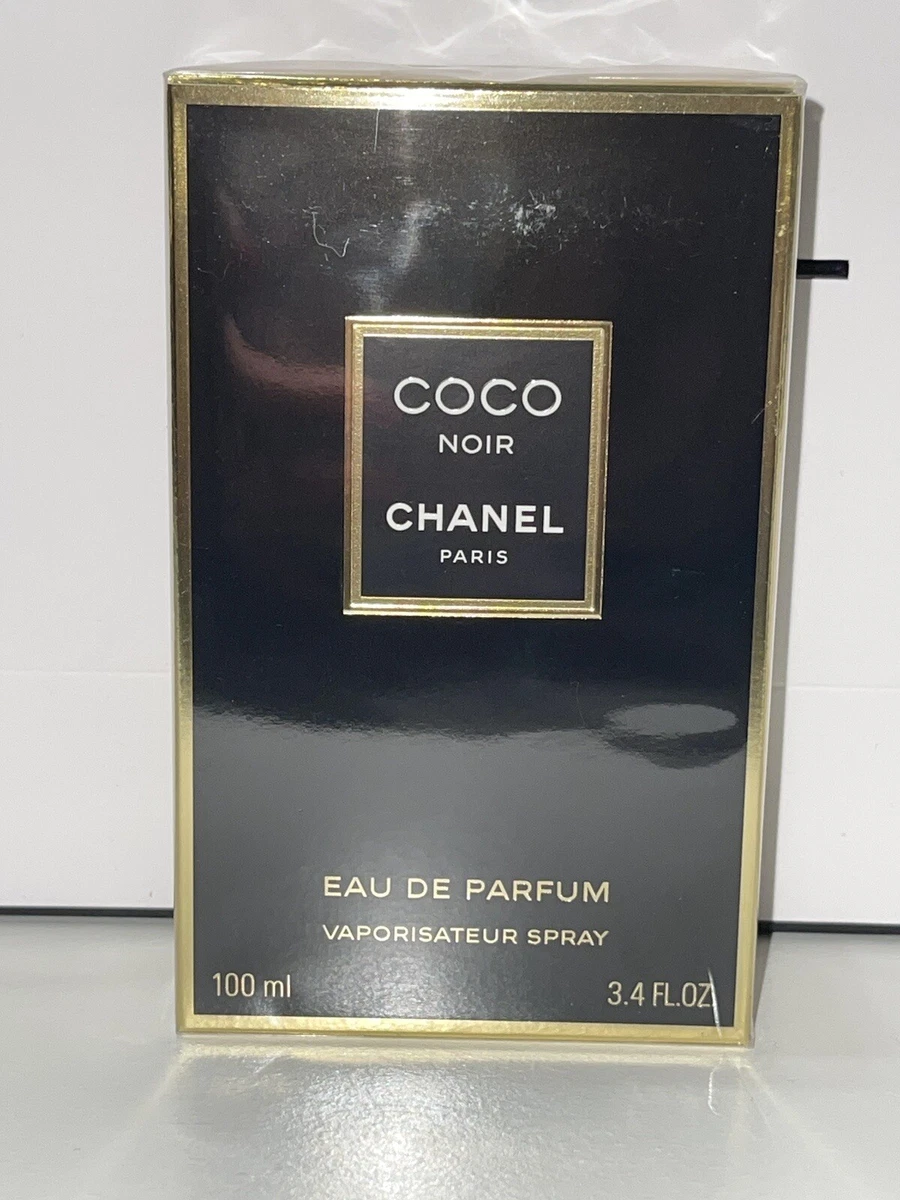 COCO
NOIR
CHANEL
PARIS
EAU DE PARFUM
VAPORISATEUR SPRAY
100 ml
3.4 FL.OZ